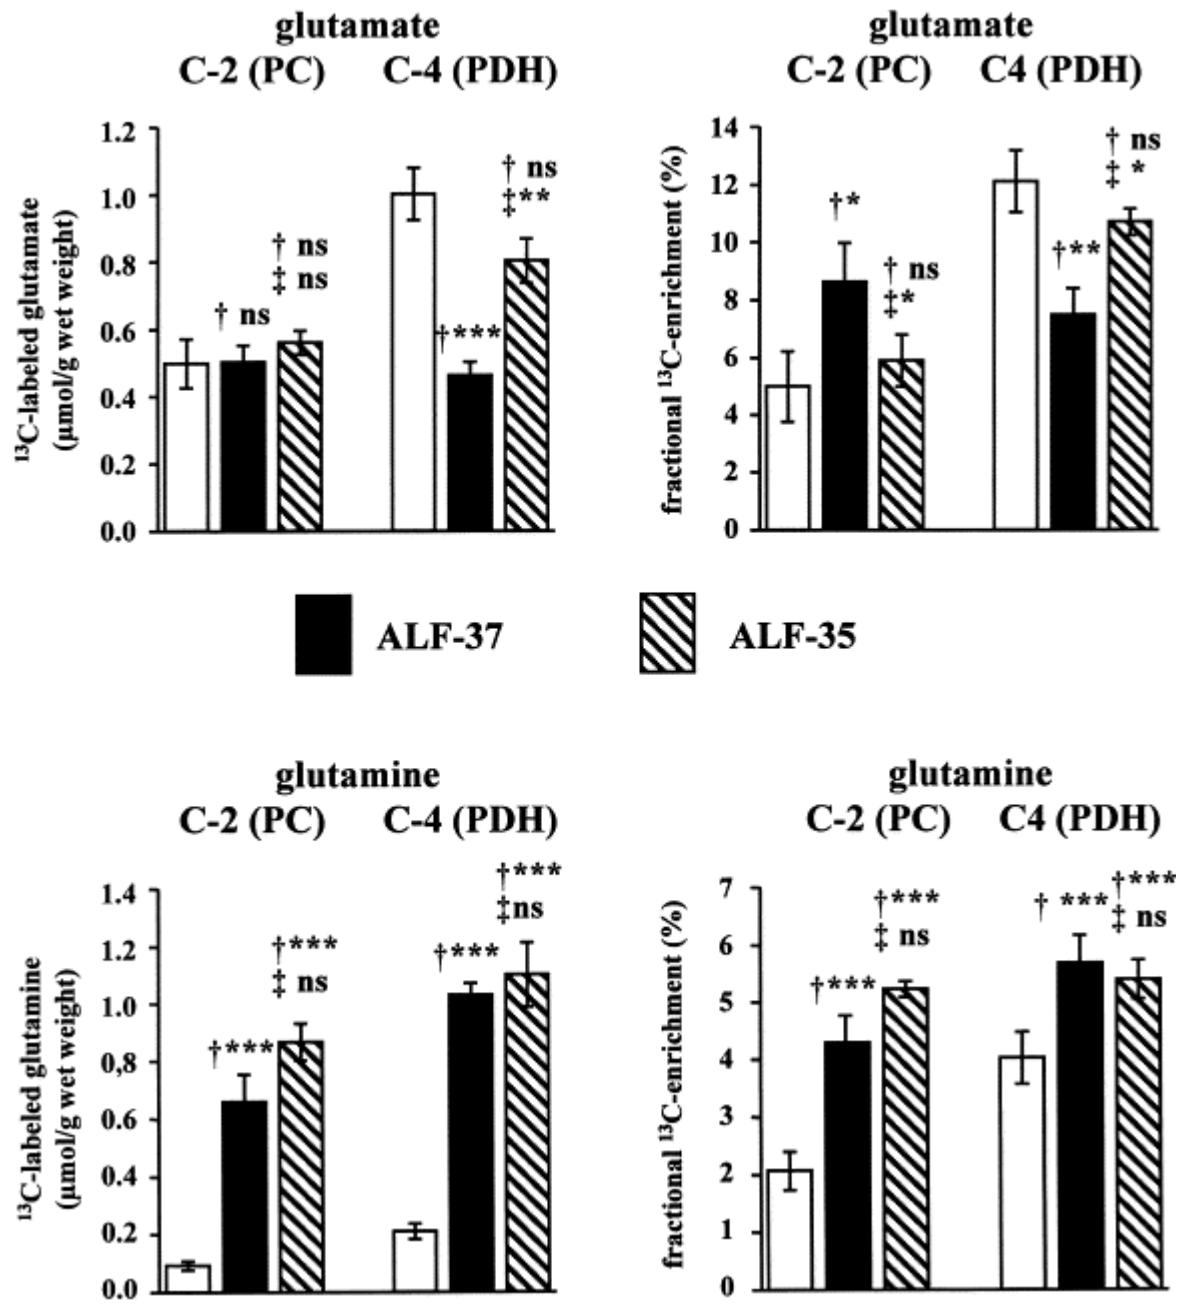 glutamate
C-2 (PC) C-4 (PDH)
¹³C-labeled glutamate
(µmol/g wet weight)
1.2
1.0
0.8
0.6
0.4
0.2
0.0
† ns
† ns
‡ ns
†***
† ns
‡**
glutamate
C-2 (PC) C4 (PDH)
fractional ¹³C-enrichment (%)
14
12
10
8
6
4
2
0
†*
† ns
‡*
†**
† ns
‡ *
ALF-37
ALF-35
glutamine
C-2 (PC) C-4 (PDH)
¹³C-labeled glutamine
(µmol/g wet weight)
1.4
1.2
1.0
0.8
0.6
0.4
0.2
0.0
†***
†***
‡ ns
†***
†***
‡ns
glutamine
C-2 (PC) C4 (PDH)
fractional ¹³C-enrichment (%)
7
6
5
4
3
2
1
0
†***
†***
‡ ns
† ***
†***
‡ ns